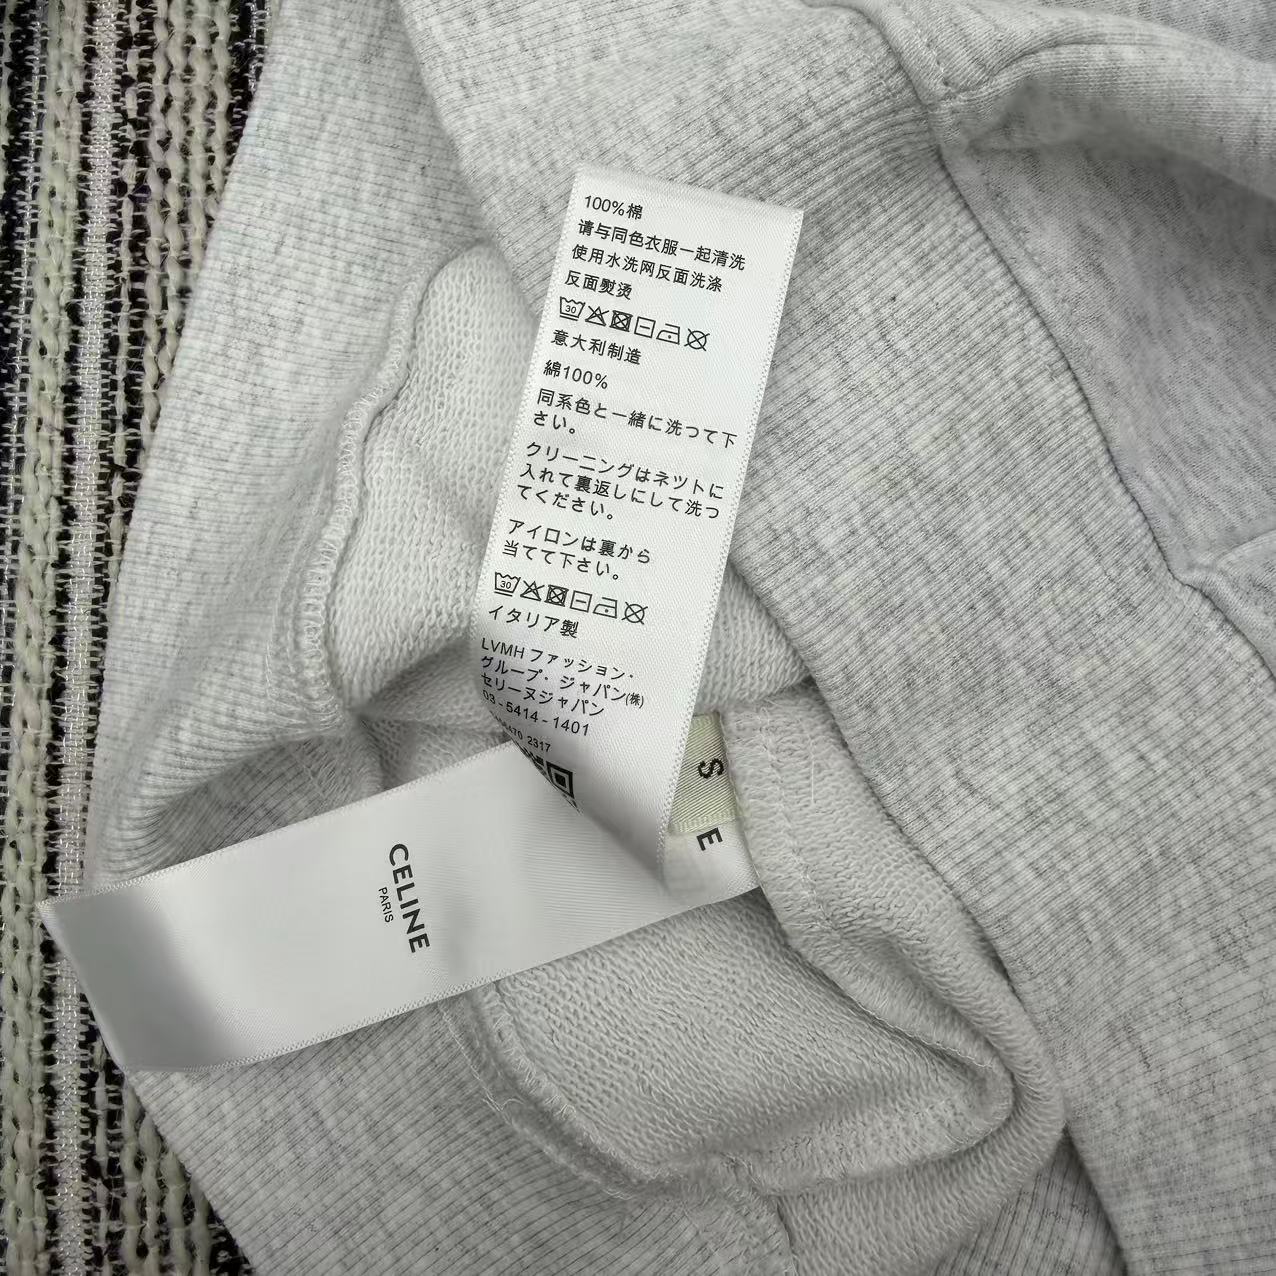 100%棉
请与同色衣服一起清洗
使用水洗网反面洗涤
反面熨烫
30
意大利制造
綿100%
同系色と一緒に洗つて下
さい。
クリーニングはネツトに
入れて裏返しにして洗っ
てください。
アイロンは裏から
当てて下さい。
30
イタリア製
LVMH ファッション・
グループ・ジャパン(株)
セリーヌジャパン
03-5414-1401
2317
S
E
CELINE
PARIS